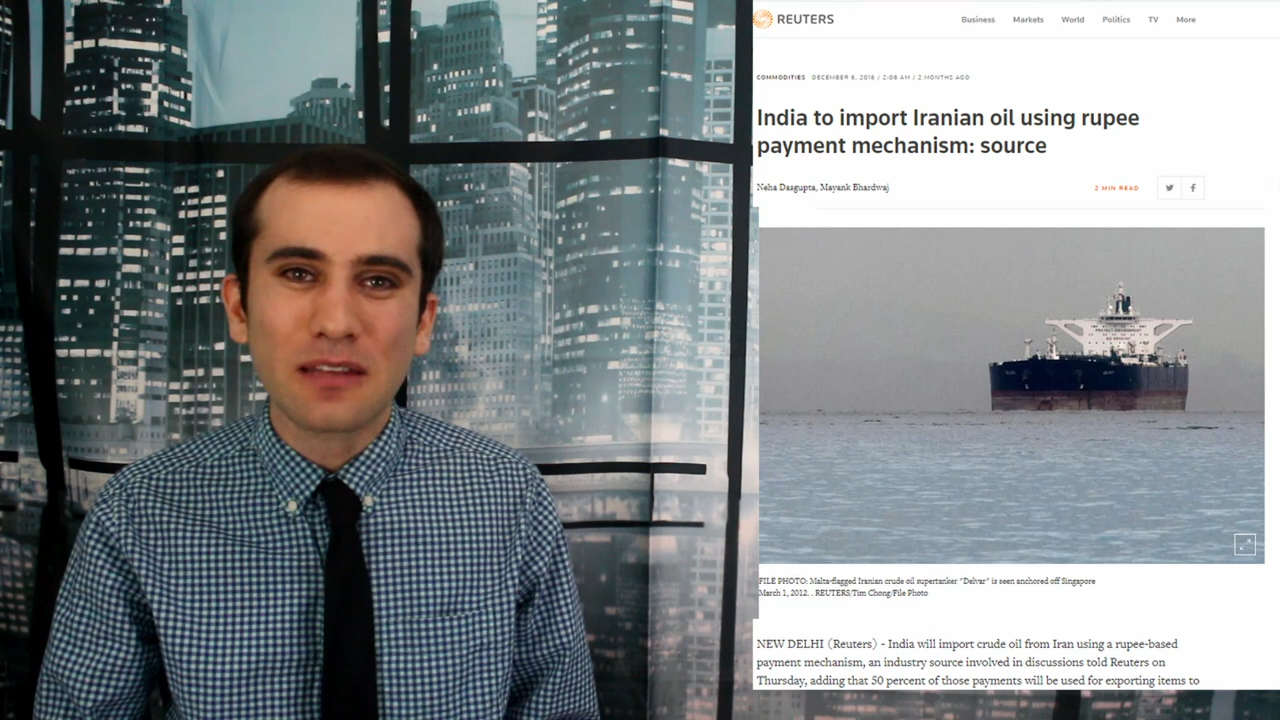 REUTERS
Business Markets World Politics TV More
COMMODITIES DECEMBER 6, 2018 / 2:08 AM / 2 MONTHS AGO
India to import Iranian oil using rupee
payment mechanism: source
Neha Dasgupta, Mayank Bhardwaj
2 MIN READ
PROTECT ENVIRONMENT
NO SMOKING
FILE PHOTO: Malta-flagged Iranian crude oil supertanker "Delvar" is seen anchored off Singapore
March 1, 2012. . REUTERS/Tim Chong/File Photo
NEW DELHI (Reuters) - India will import crude oil from Iran using a rupee-based
payment mechanism, an industry source involved in discussions told Reuters on
Thursday, adding that 50 percent of those payments will be used for exporting items to